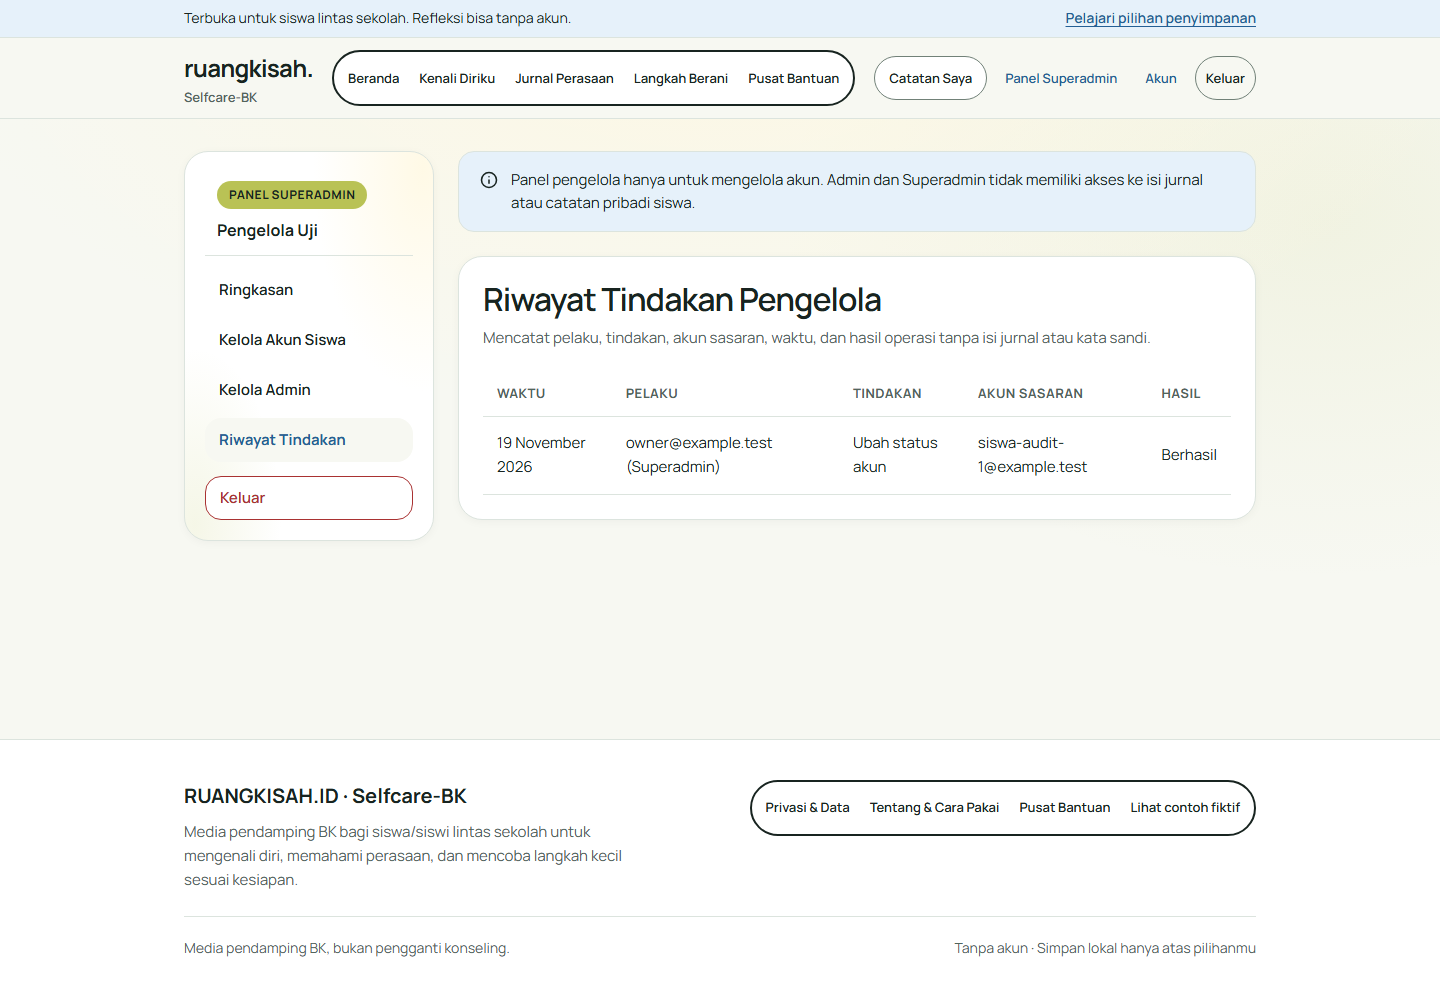 Terbuka untuk siswa lintas sekolah. Refleksi bisa tanpa akun.
Pelajari pilihan penyimpanan
ruangkisah.
Selfcare-BK
Beranda
Kenali Diriku
Jurnal Perasaan
Langkah Berani
Pusat Bantuan
Catatan Saya
Panel Superadmin
Akun
Keluar
PANEL SUPERADMIN
Pengelola Uji
Ringkasan
Kelola Akun Siswa
Kelola Admin
Riwayat Tindakan
Keluar
Panel pengelola hanya untuk mengelola akun. Admin dan Superadmin tidak memiliki akses ke isi jurnal
atau catatan pribadi siswa.
Riwayat Tindakan Pengelola
Mencatat pelaku, tindakan, akun sasaran, waktu, dan hasil operasi tanpa isi jurnal atau kata sandi.
WAKTU
PELAKU
TINDAKAN
AKUN SASARAN
HASIL
19 November
2026
owner@example.test
(Superadmin)
Ubah status
akun
siswa-audit-
1@example.test
Berhasil
RUANGKISAH.ID · Selfcare-BK
Media pendamping BK bagi siswa/siswi lintas sekolah untuk
mengenali diri, memahami perasaan, dan mencoba langkah kecil
sesuai kesiapan.
Privasi & Data
Tentang & Cara Pakai
Pusat Bantuan
Lihat contoh fiktif
Media pendamping BK, bukan pengganti konseling.
Tanpa akun · Simpan lokal hanya atas pilihanmu